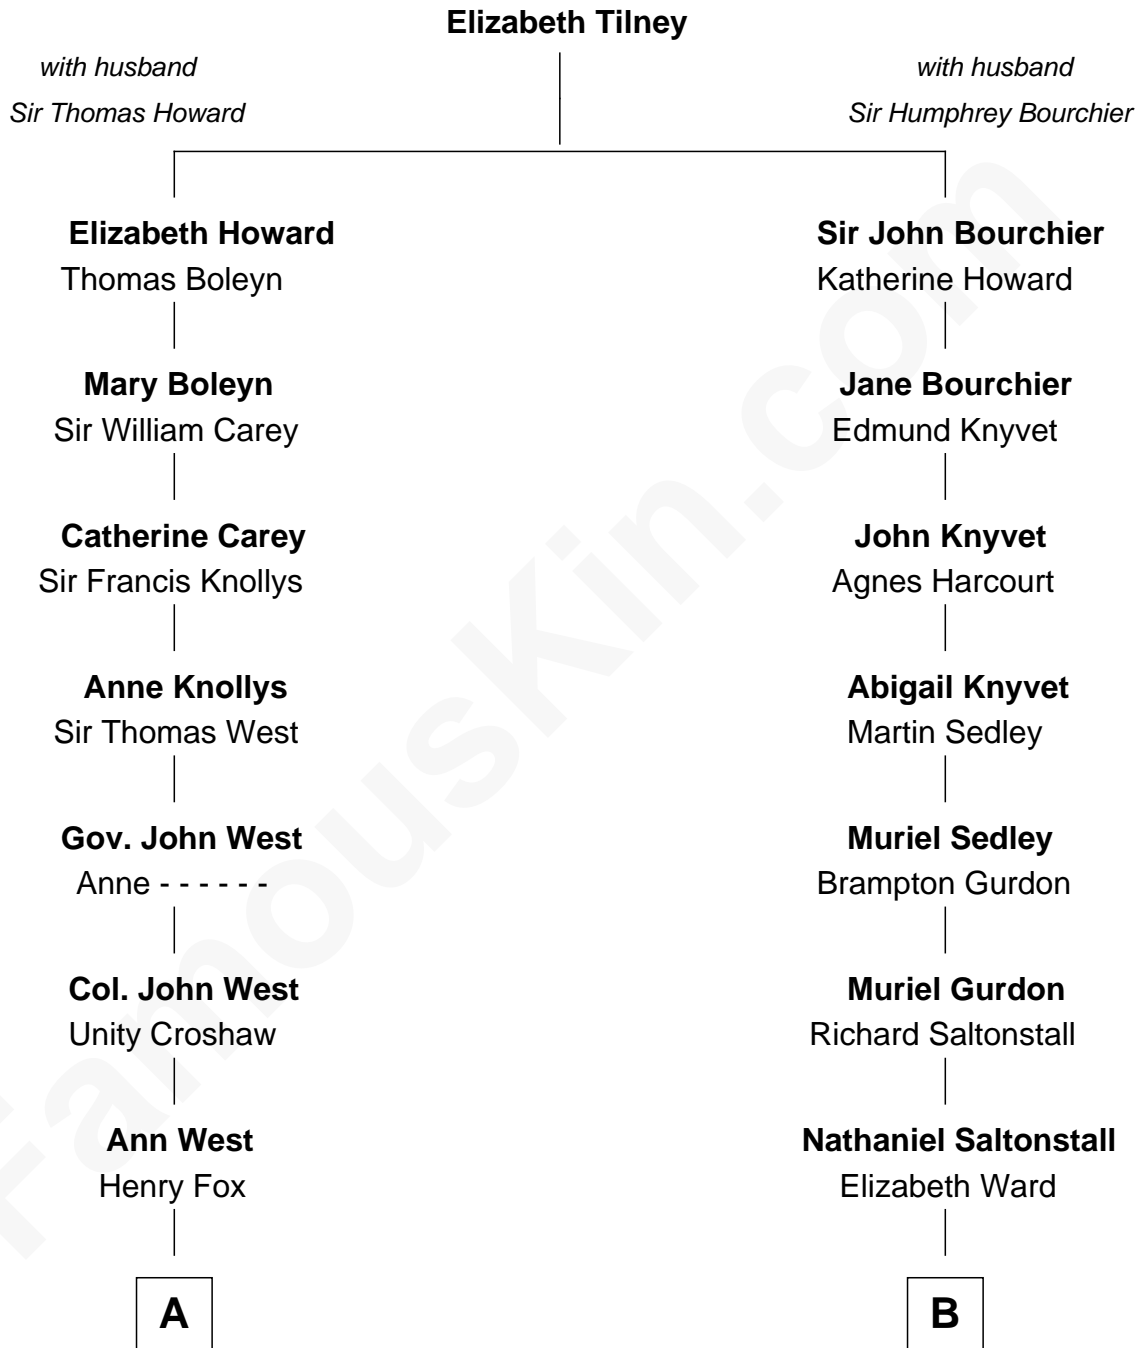 Elizabeth Tilney
with husband
Sir Thomas Howard
with husband
Sir Humphrey Bourchier
Elizabeth Howard
Thomas Boleyn
Mary Boleyn
Sir William Carey
Catherine Carey
Sir Francis Knollys
Anne Knollys
Sir Thomas West
Gov. John West
Anne - - - - - -
Col. John West
Unity Croshaw
Ann West
Henry Fox
A
Sir John Bourchier
Katherine Howard
Jane Bourchier
Edmund Knyvet
John Knyvet
Agnes Harcourt
Abigail Knyvet
Martin Sedley
Muriel Sedley
Brampton Gurdon
Muriel Gurdon
Richard Saltonstall
Nathaniel Saltonstall
Elizabeth Ward
B
FamousKin.com